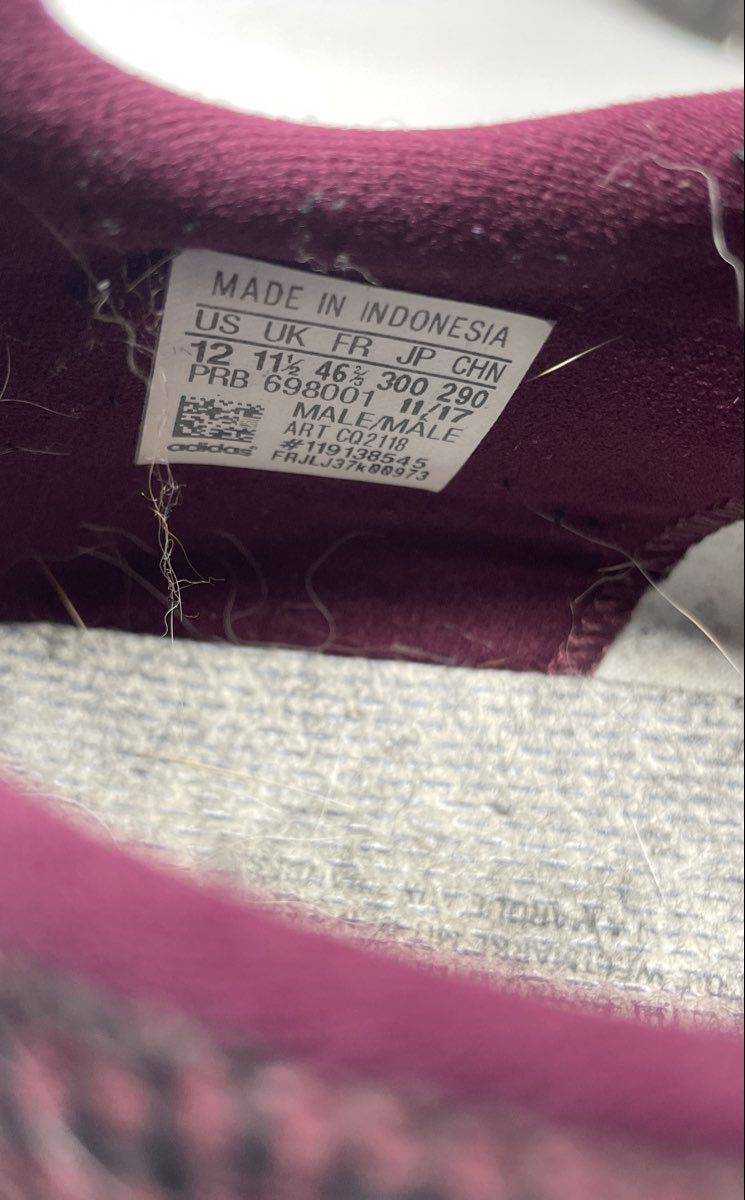 MADE IN INDONESIA
US UK FR JP CHN
12 11½ 46⅔ 300 290
PRB 698001 11/17
MALE/MÂLE
ART CQ2118
#119138545
FRJLJ37k00973
adidas